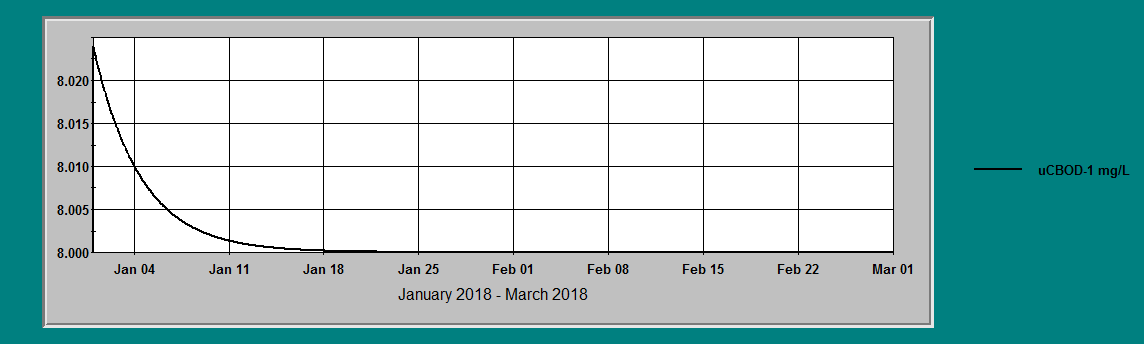 8.020
8.015
8.010
8.005
8.000
Jan 04 Jan 11 Jan 18 Jan 25 Feb 01 Feb 08 Feb 15 Feb 22 Mar 01
January 2018 - March 2018
uCBOD-1 mg/L